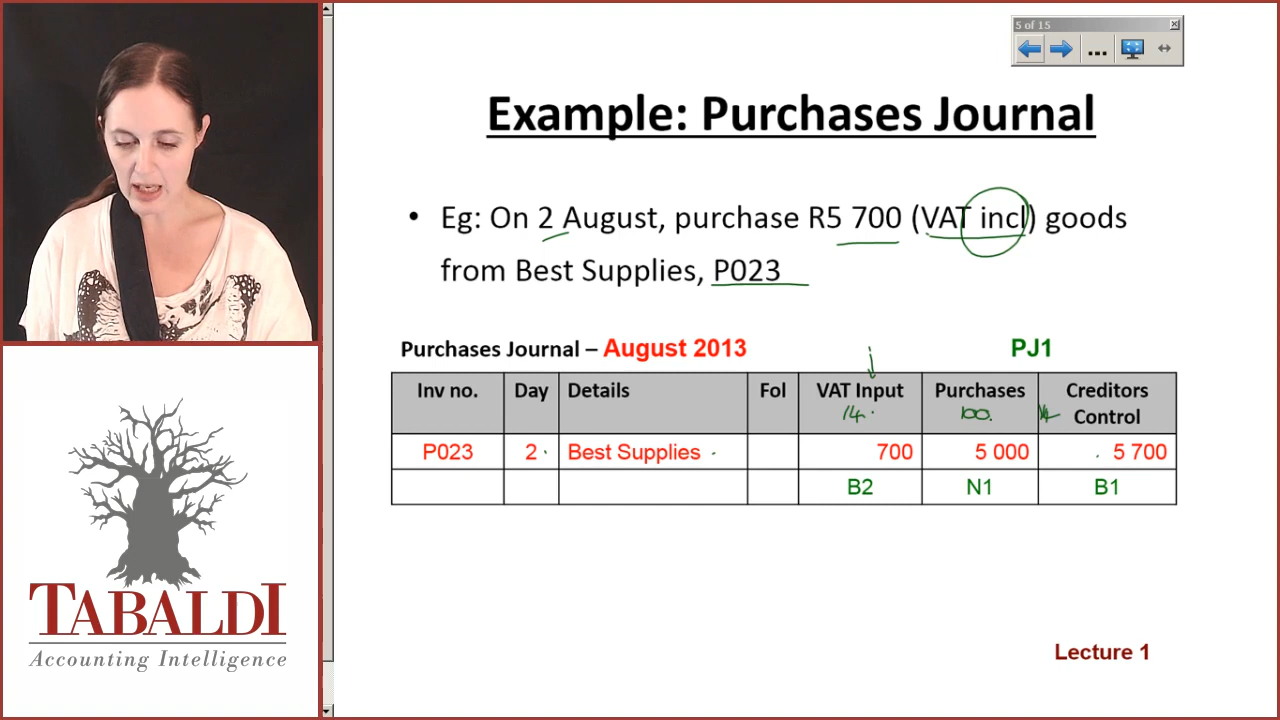 5 of 15
Example: Purchases Journal
• Eg: On 2 August, purchase R5 700 (VAT incl) goods
from Best Supplies, P023
Purchases Journal – August 2013 PJ1
Inv no. Day Details Fol VAT Input Purchases Creditors Control
14 100
P023 2 Best Supplies 700 5 000 5 700
B2 N1 B1
TABALDI
Accounting Intelligence
Lecture 1